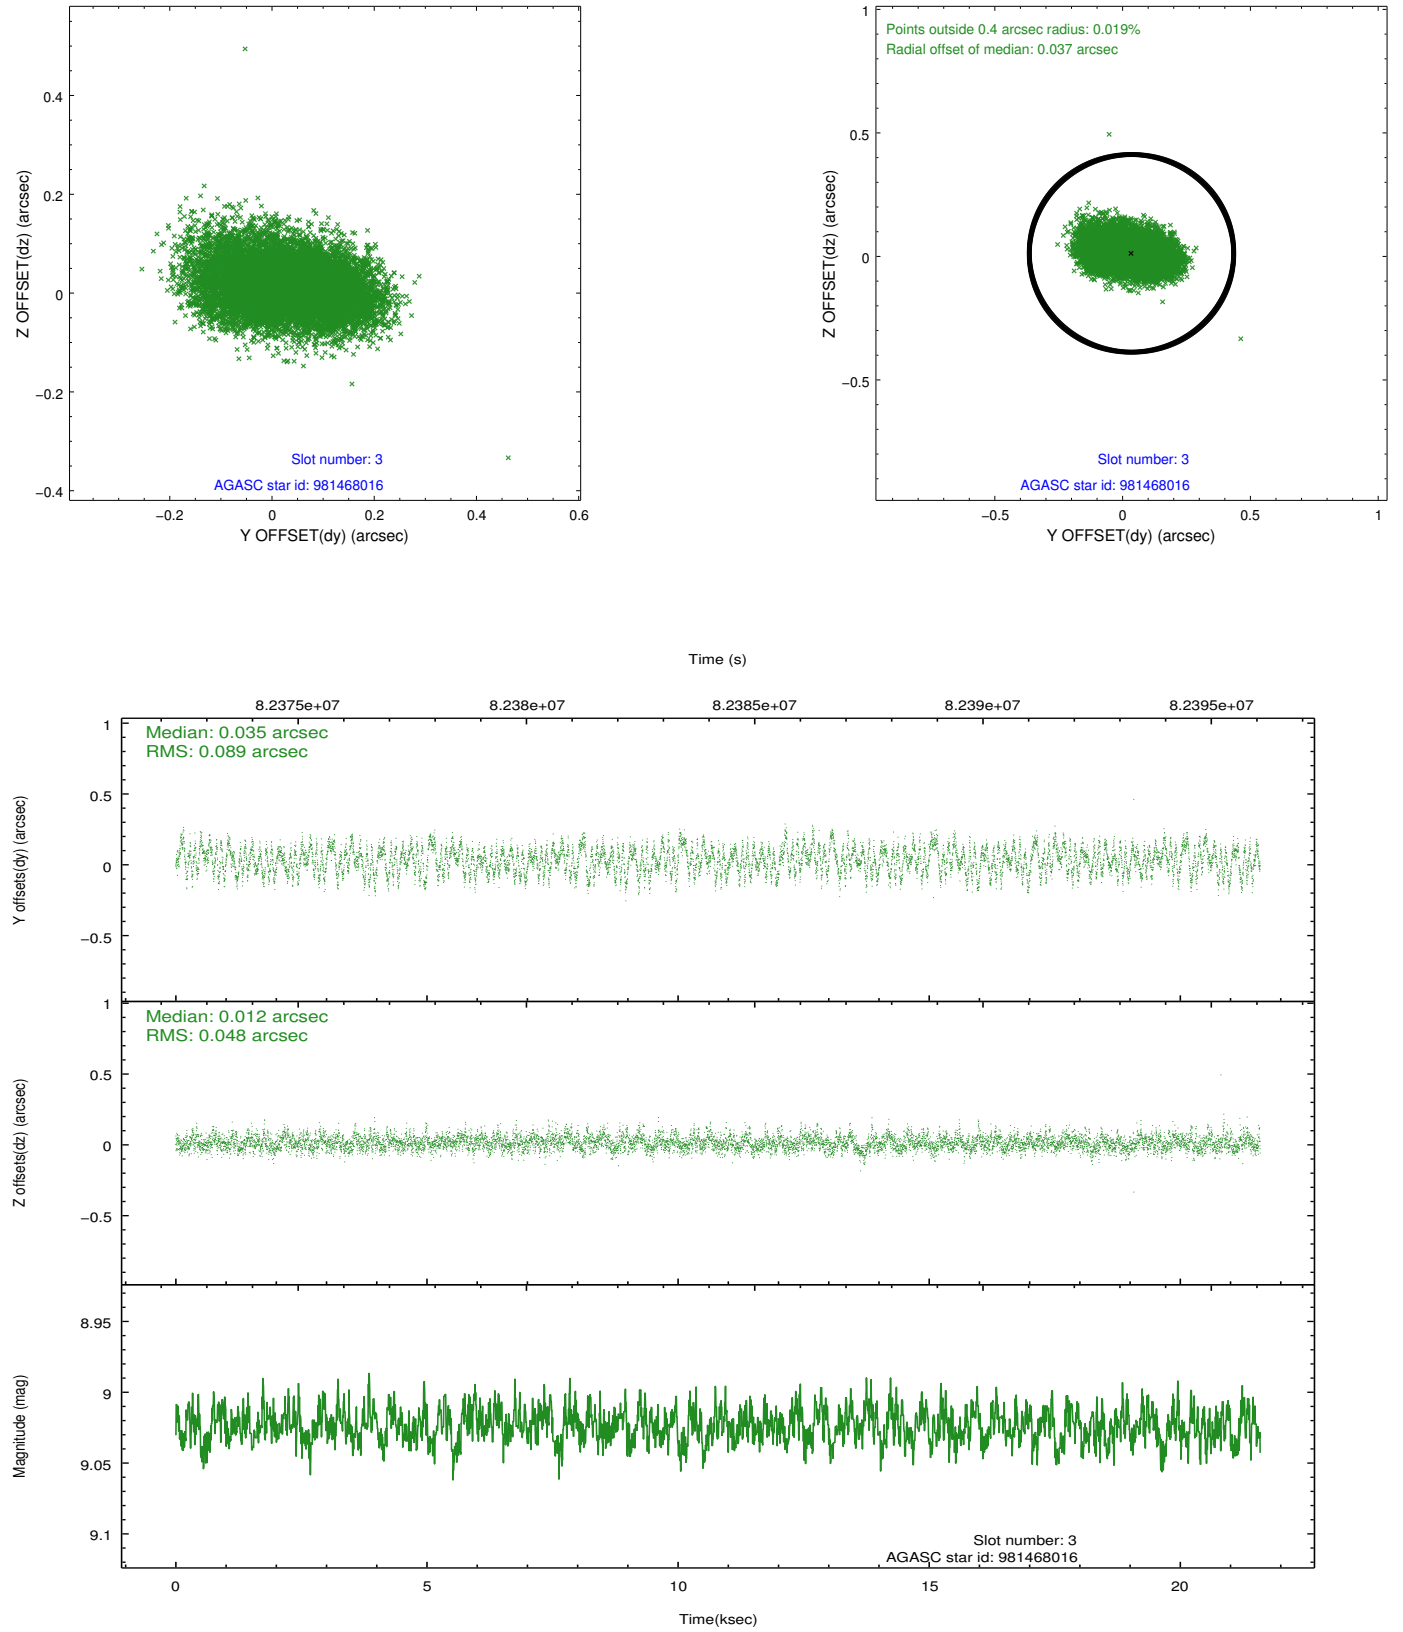 0.4
0.2
0
−0.2
−0.4
Z OFFSET(dz) (arcsec)
Slot number: 3
AGASC star id: 981468016
−0.2 0 0.2 0.4 0.6
Y OFFSET(dy) (arcsec)
Points outside 0.4 arcsec radius: 0.019%
Radial offset of median: 0.037 arcsec
1
0.5
0
−0.5
Z OFFSET(dz) (arcsec)
Slot number: 3
AGASC star id: 981468016
−0.5 0 0.5 1
Y OFFSET(dy) (arcsec)
Time (s)
8.2375e+07 8.238e+07 8.2385e+07 8.239e+07 8.2395e+07
Median: 0.035 arcsec
RMS: 0.089 arcsec
1
0.5
0
−0.5
Y offsets(dy) (arcsec)
Median: 0.012 arcsec
RMS: 0.048 arcsec
1
0.5
0
−0.5
Z offsets(dz) (arcsec)
8.95
9
9.05
9.1
Magnitude (mag)
Slot number: 3
AGASC star id: 981468016
0 5 10 15 20
Time(ksec)